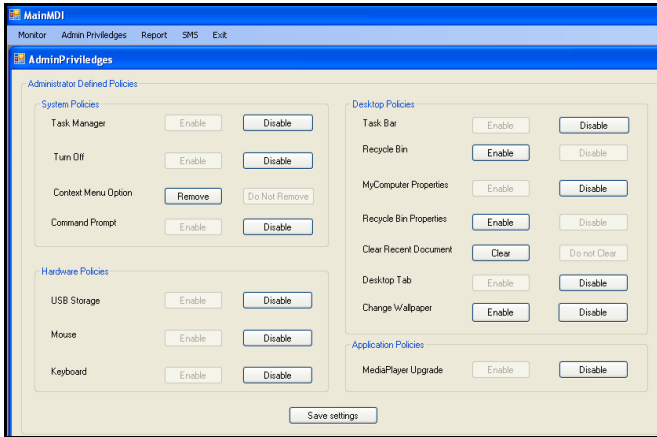 MainMDI
Monitor Admin Priviledges Report SMS Exit
AdminPriviledges
Administrator Defined Policies
System Policies
Task Manager Enable Disable
Turn Off Enable Disable
Context Menu Option Remove Do Not Remove
Command Prompt Enable Disable
Hardware Policies
USB Storage Enable Disable
Mouse Enable Disable
Keyboard Enable Disable
Desktop Policies
Task Bar Enable Disable
Recycle Bin Enable Disable
MyComputer Properties Enable Disable
Recycle Bin Properties Enable Disable
Clear Recent Document Clear Do not Clear
Desktop Tab Enable Disable
Change Wallpaper Enable Disable
Application Policies
MediaPlayer Upgrade Enable Disable
Save settings